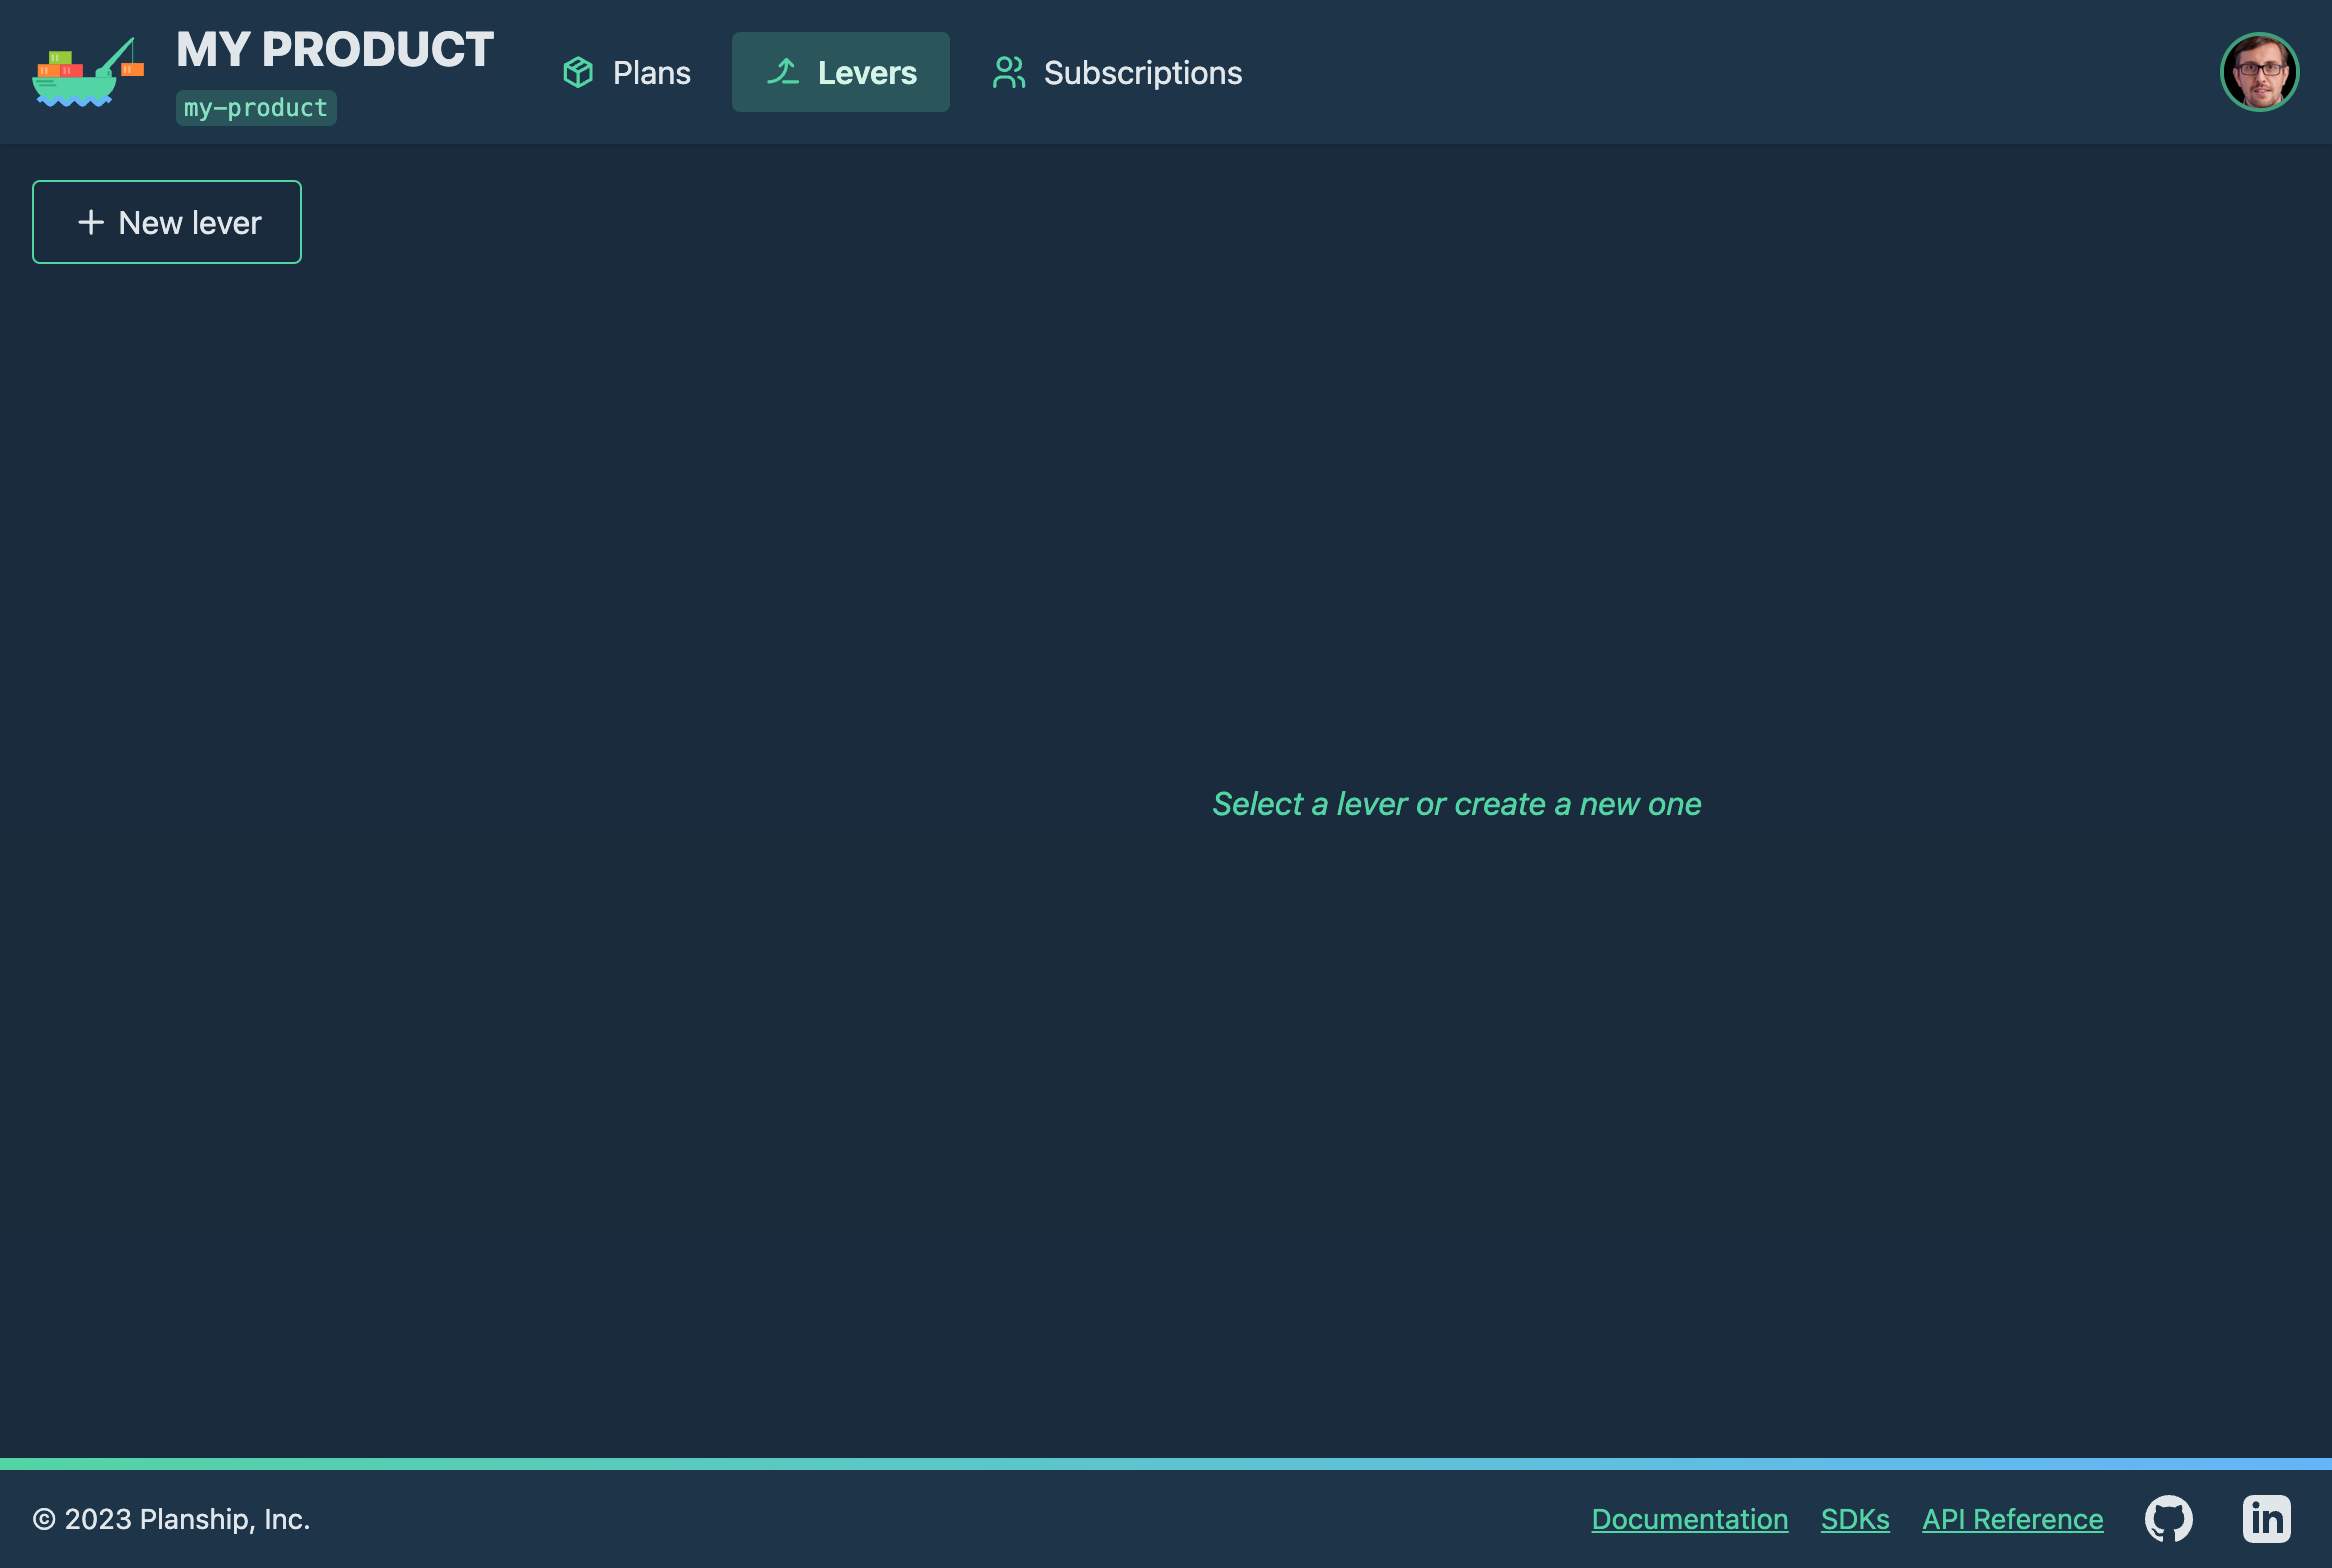 MY PRODUCT
my-product
Plans
Levers
Subscriptions
New lever
Select a lever or create a new one
© 2023 Planship, Inc.
Documentation
SDKs
API Reference
in